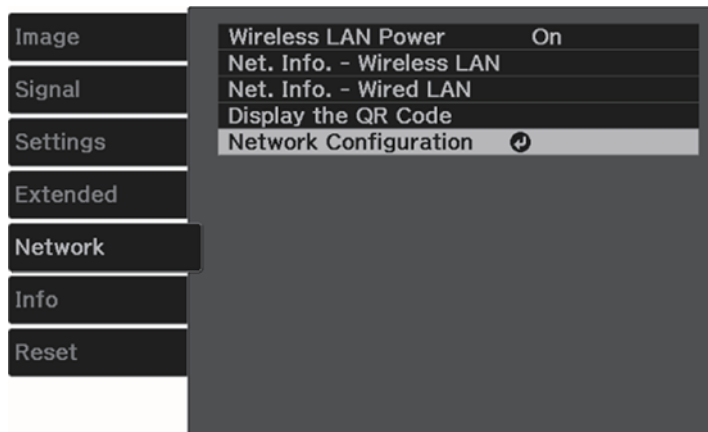 Image
Signal
Settings
Extended
Network
Info
Reset
Wireless LAN Power On
Net. Info. - Wireless LAN
Net. Info. - Wired LAN
Display the QR Code
Network Configuration